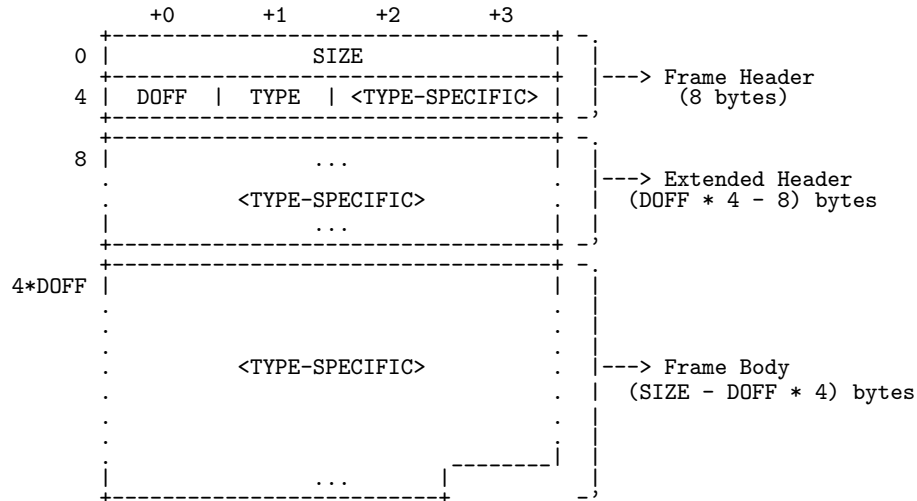 +0 +1 +2 +3
0 | SIZE | |---> Frame Header
4 | DOFF | TYPE | <TYPE-SPECIFIC> | (8 bytes)
8 | ... |
. <TYPE-SPECIFIC> . |---> Extended Header
| ... | (DOFF * 4 - 8) bytes
4*DOFF | |
. <TYPE-SPECIFIC> . |---> Frame Body
(SIZE - DOFF * 4) bytes
| ... |